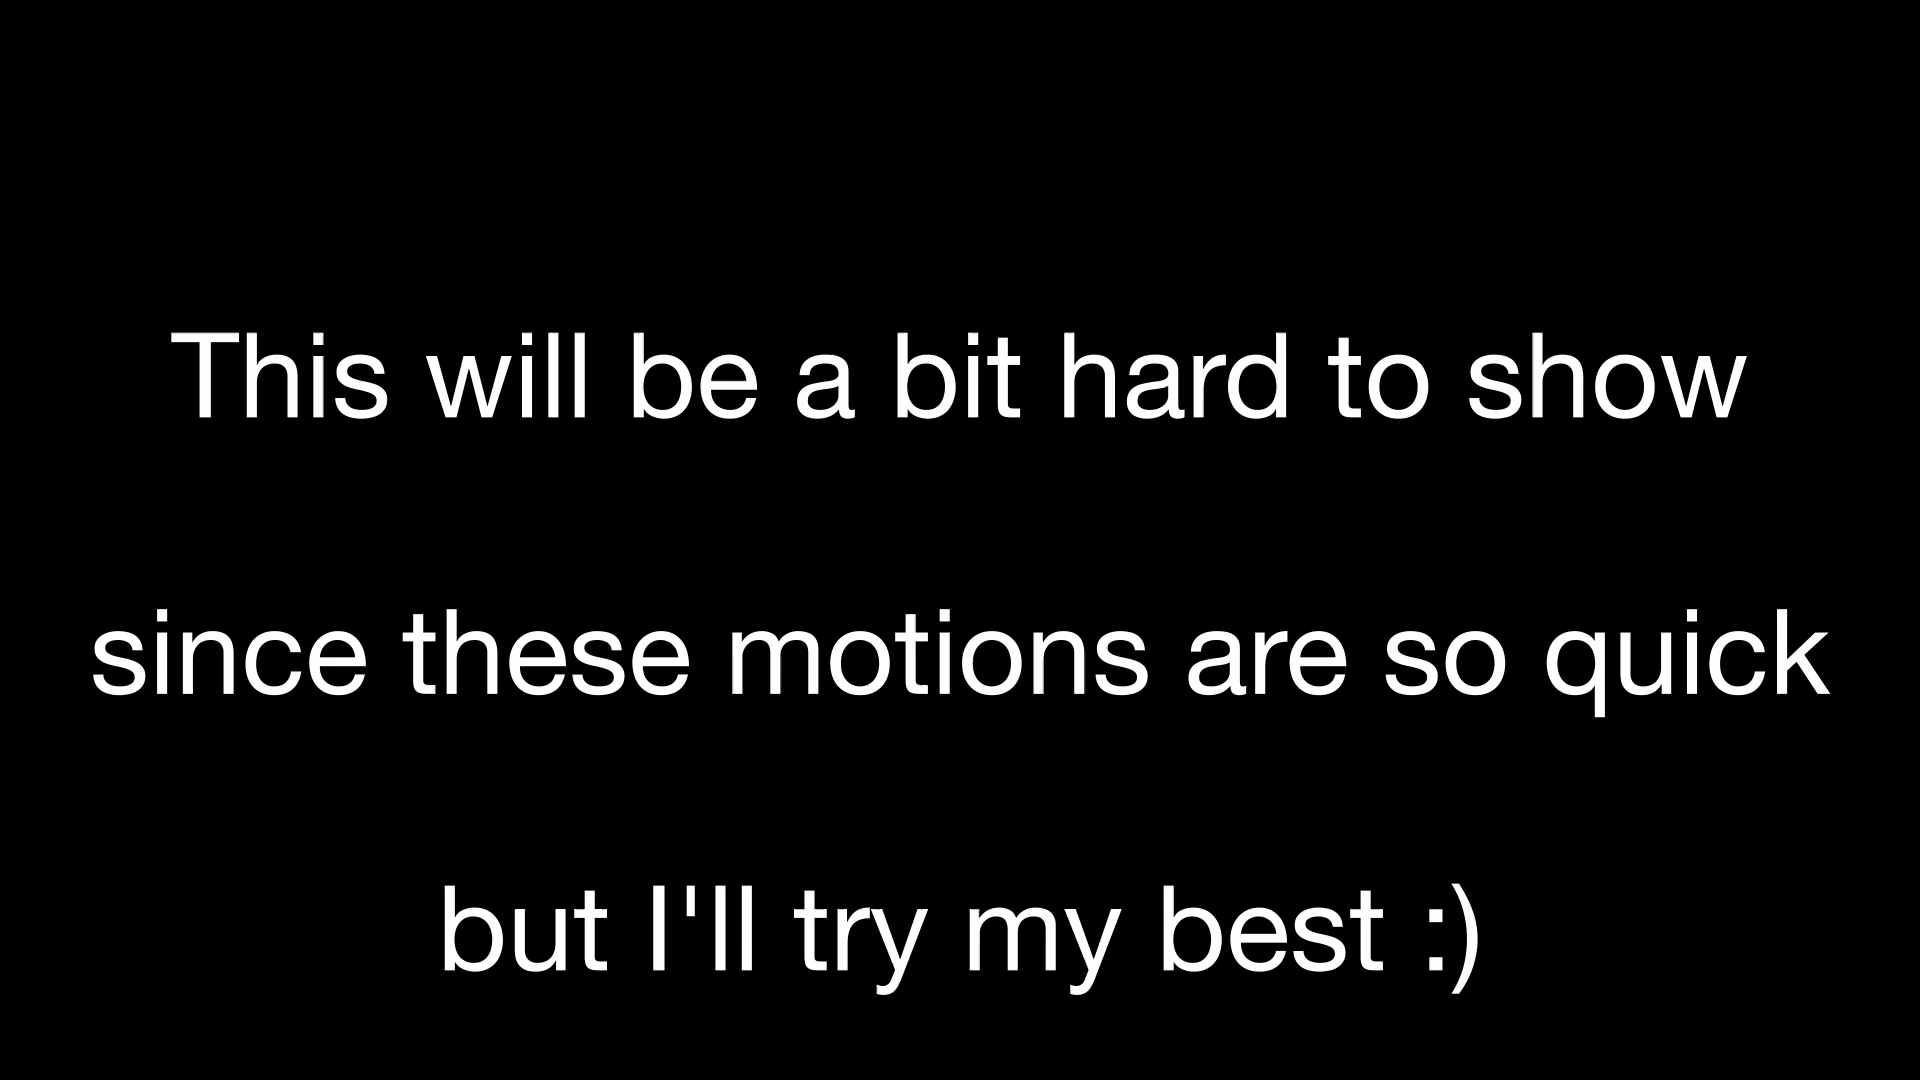 This will be a bit hard to show
since these motions are so quick
but I'll try my best :)